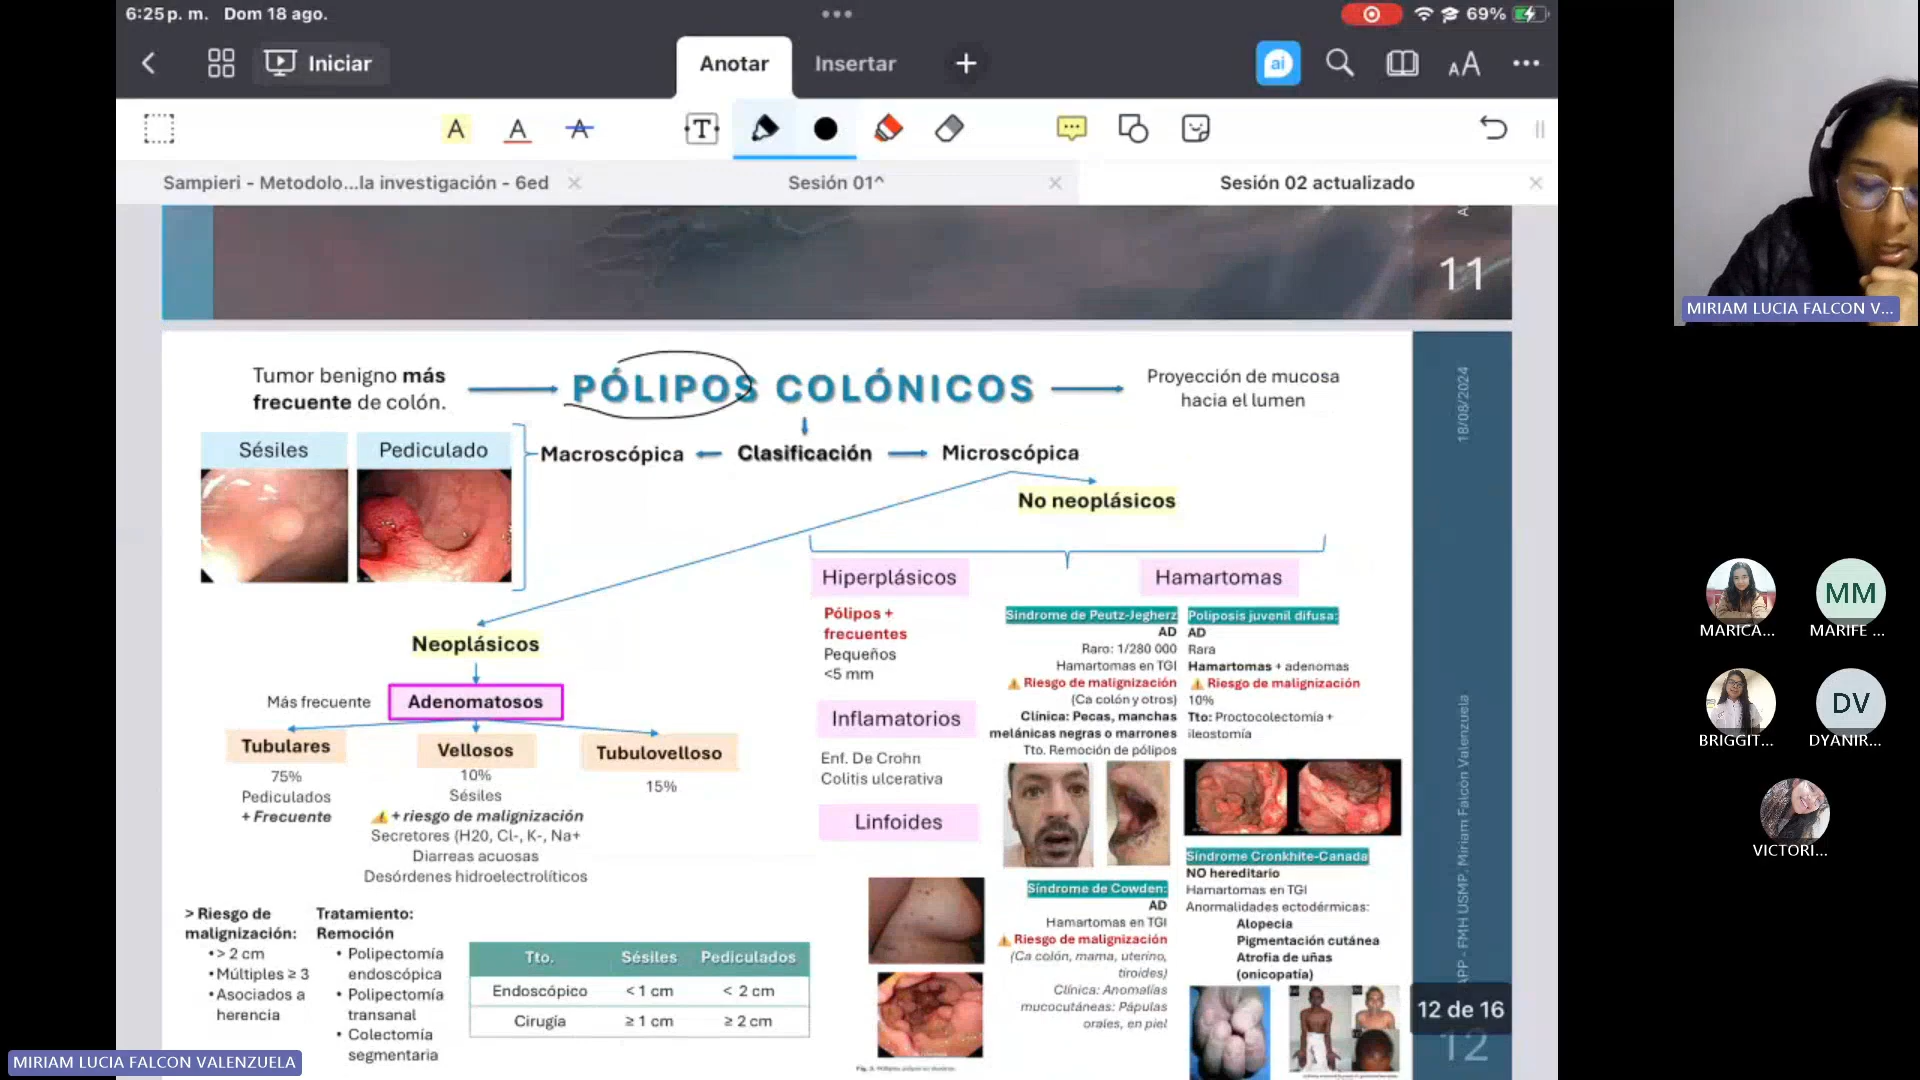 6:25 p. m. Dom 18 ago.
69%
Iniciar
Anotar
Insertar
ai
Sampieri - Metodolo...la investigación - 6ed
Sesión 01^
Sesión 02 actualizado
11
Tumor benigno más
frecuente de colón.
PÓLIPOS COLÓNICOS
Proyección de mucosa
hacia el lumen
18/08/2024
Sésiles
Pediculado
Macroscópica
Clasificación
Microscópica
No neoplásicos
Neoplásicos
Más frecuente
Adenomatosos
Tubulares
75%
Pediculados
+ Frecuente
Vellosos
10%
Sésiles
+ riesgo de malignización
Secretores (H20, Cl-, K-, Na+
Diarreas acuosas
Desórdenes hidroelectrolíticos
Tubulovelloso
15%
Hiperplásicos
Pólipos +
frecuentes
Pequeños
<5 mm
Inflamatorios
Enf. De Crohn
Colitis ulcerativa
Linfoides
Hamartomas
Síndrome de Peutz-Jegherz
AD
Raro: 1/280 000
Hamartomas en TGI
Riesgo de malignización
(Ca colón y otros)
Clínica: Pecas, manchas
melánicas negras o marrones
Tto. Remoción de pólipos
Poliposis juvenil difusa:
AD
Rara
Hamartomas + adenomas
Riesgo de malignización
10%
Tto: Proctocolectomía +
ileostomía
Síndrome de Cowden:
AD
Hamartomas en TGI
Riesgo de malignización
(Ca colón, mama, uterino,
tiroides)
Clínica: Anomalías
mucocutáneas: Pápulas
orales, en piel
Síndrome Cronkhite-Canada
NO hereditario
Hamartomas en TGI
Anormalidades ectodérmicas:
Alopecia
Pigmentación cutánea
Atrofia de uñas
(onicopatía)
> Riesgo de
malignización:
• > 2 cm
• Múltiples ≥ 3
• Asociados a
herencia
Tratamiento:
Remoción
• Polipectomía
endoscópica
• Polipectomía
transanal
• Colectomía
segmentaria
Tto. Sésiles Pediculados
Endoscópico < 1 cm < 2 cm
Cirugía ≥ 1 cm ≥ 2 cm
APP - FMH USMP. Miriam Falcon Valenzuela
12 de 16
12
MIRIAM LUCIA FALCON V...
MARICA...
MM
MARIFE ...
BRIGGIT...
DV
DYANIR...
VICTORI...
MIRIAM LUCIA FALCON VALENZUELA